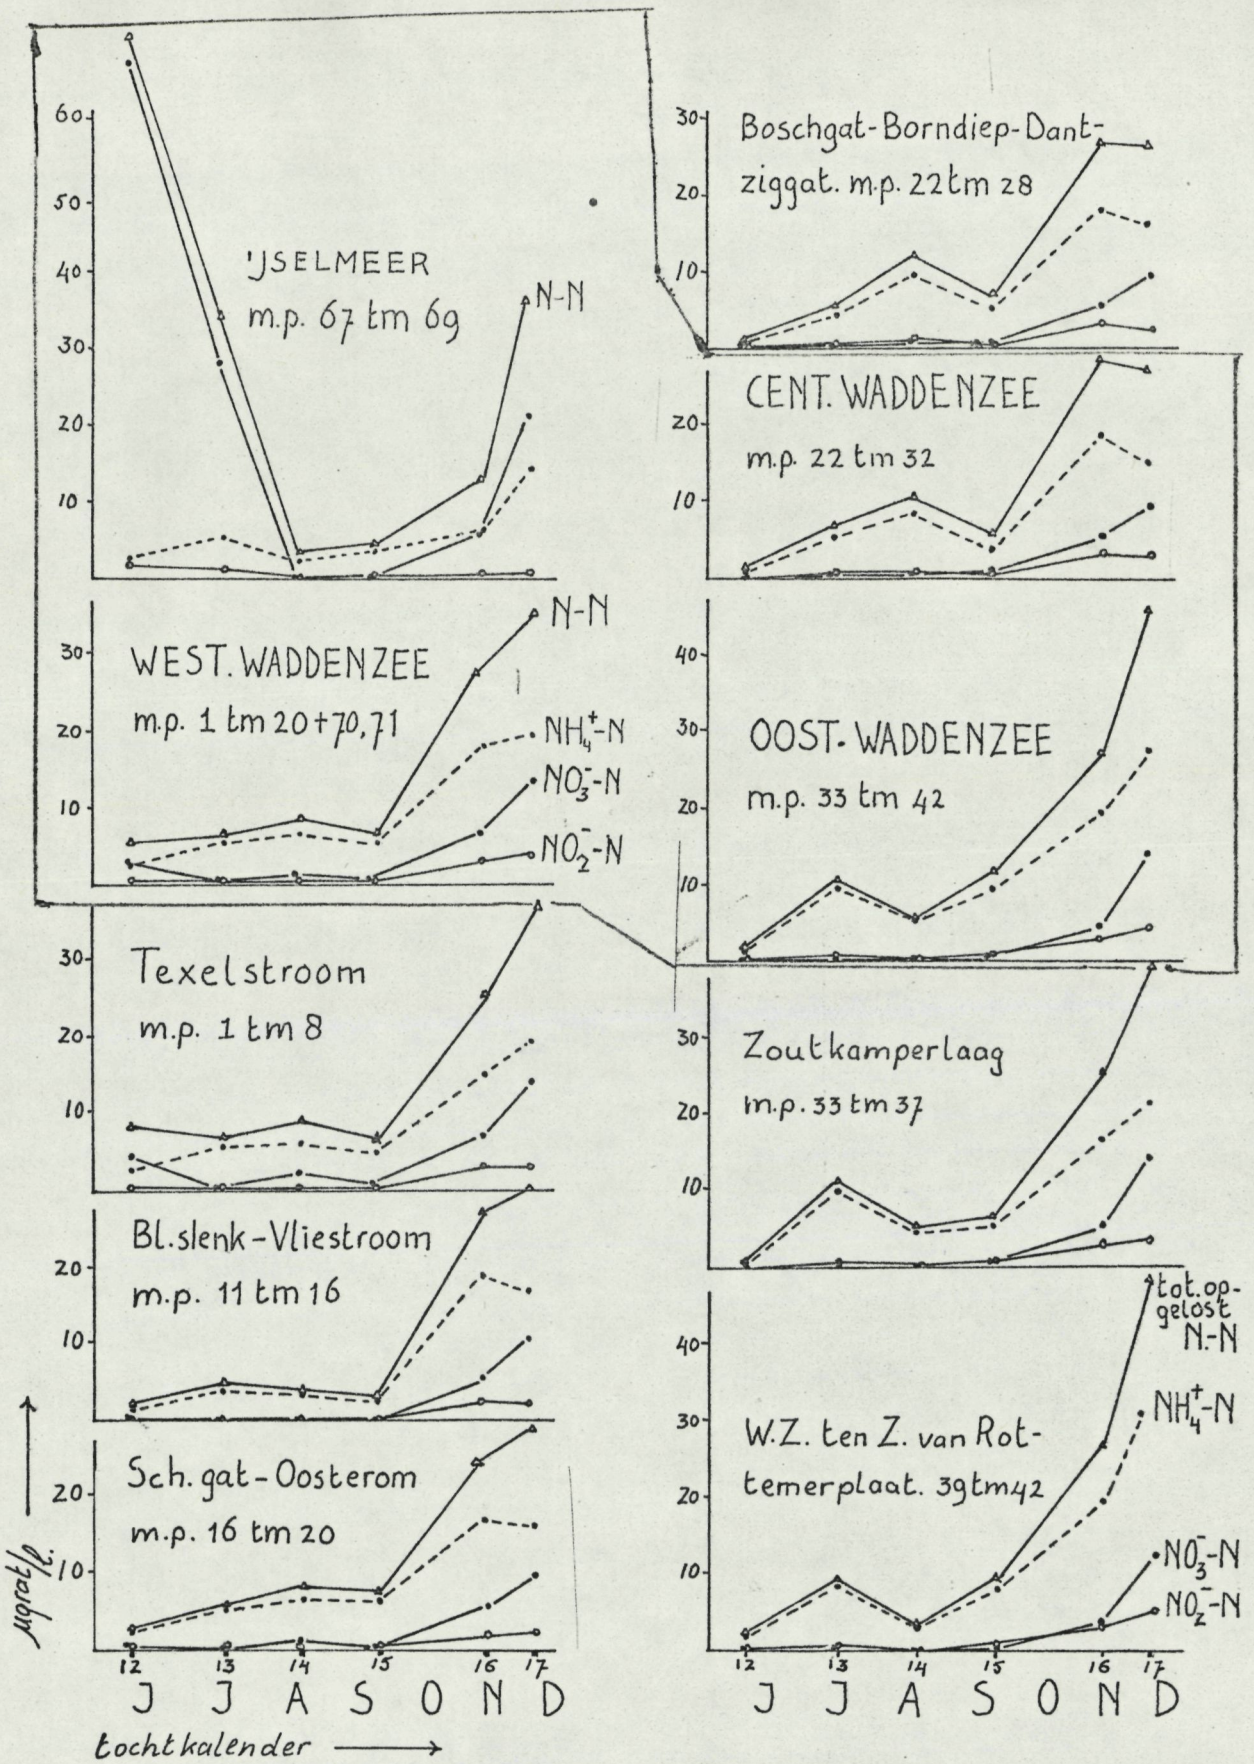 60
50
40
30
20
10
'IJSELMEER
m.p. 67 tm 69
N-N
30
20
10
WEST. WADDENZEE
m.p. 1 tm 20+70,71
N-N
NH₄⁺-N
NO₃⁻-N
NO₂⁻-N
30
20
10
Texelstroom
m.p. 1 tm 8
20
10
Bl.slenk-Vliestroom
m.p. 11 tm 16
20
10
Sch.gat-Oosterom
m.p. 16 tm 20
µgrat/l.
12 13 14 15 16 17
J J A S O N D
tochtkalender
30
20
10
Boschgat-Borndiep-Dant-
ziggat. m.p. 22 tm 28
20
10
CENT. WADDENZEE
m.p. 22 tm 32
40
30
20
10
OOST. WADDENZEE
m.p. 33 tm 42
30
20
10
Zoutkamperlaag
m.p. 33 tm 37
40
30
20
10
W.Z. ten Z. van Rot-
temerplaat. 39tm42
tot.op-
gelost
N.-N
NH₄⁺-N
NO₃⁻-N
NO₂⁻-N
12 13 14 15 16 17
J J A S O N D